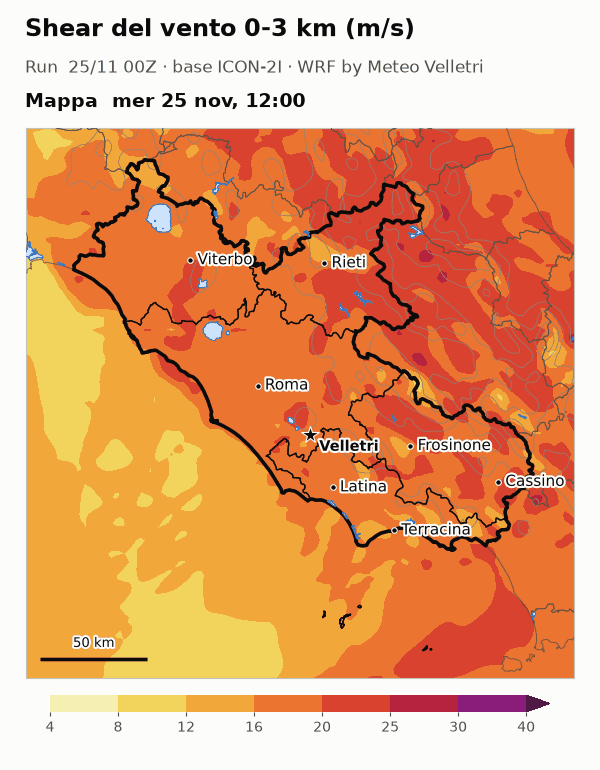 Shear del vento 0-3 km (m/s)
Run  25/11 00Z · base ICON-2I · WRF by Meteo Velletri
Mappa  mer 25 nov, 12:00
Viterbo
Rieti
Roma
Velletri
Frosinone
Latina
Cassino
Terracina
50 km
4 8 12 16 20 25 30 40